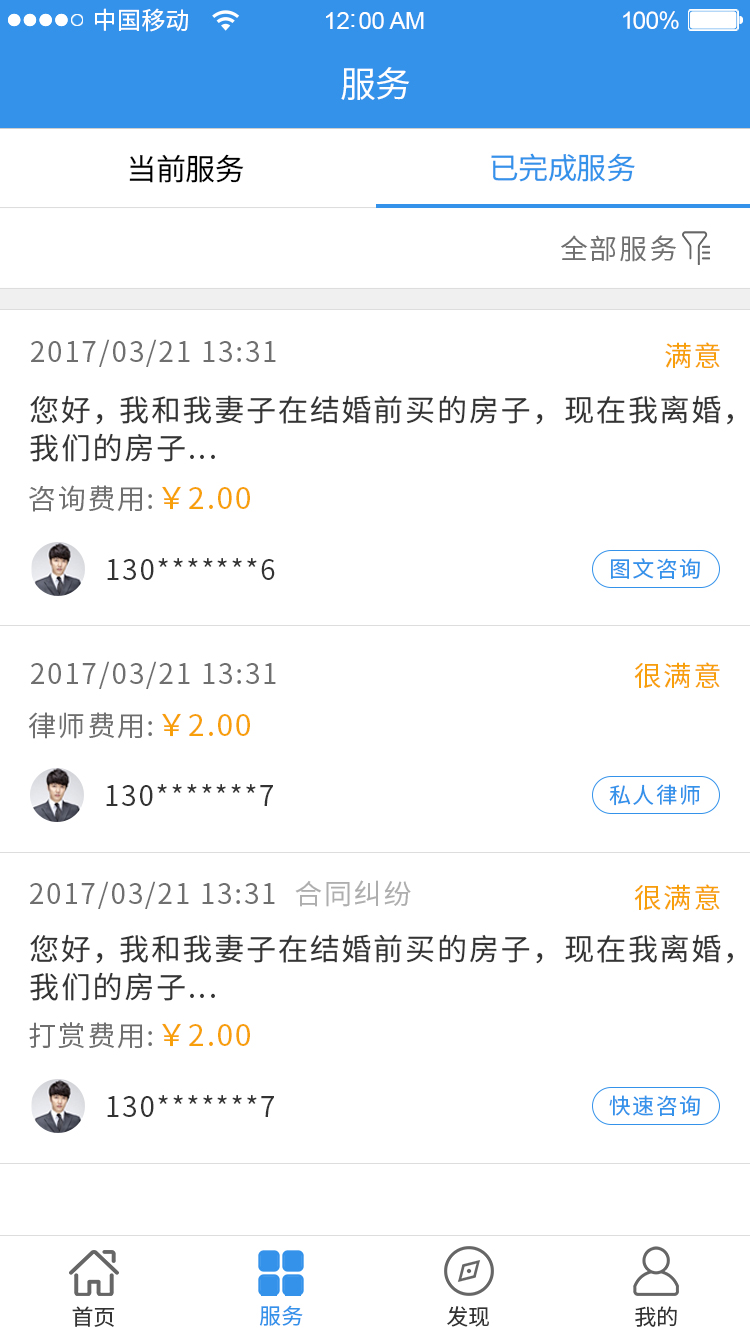 中国移动 12:00 AM 100%
服务
当前服务 已完成服务
全部服务
2017/03/21 13:31 满意
您好，我和我妻子在结婚前买的房子，现在我离婚，
我们的房子...
咨询费用: ¥2.00
130*******6 图文咨询
2017/03/21 13:31 很满意
律师费用: ¥2.00
130*******7 私人律师
2017/03/21 13:31 合同纠纷 很满意
您好，我和我妻子在结婚前买的房子，现在我离婚，
我们的房子...
打赏费用: ¥2.00
130*******7 快速咨询
首页 服务 发现 我的